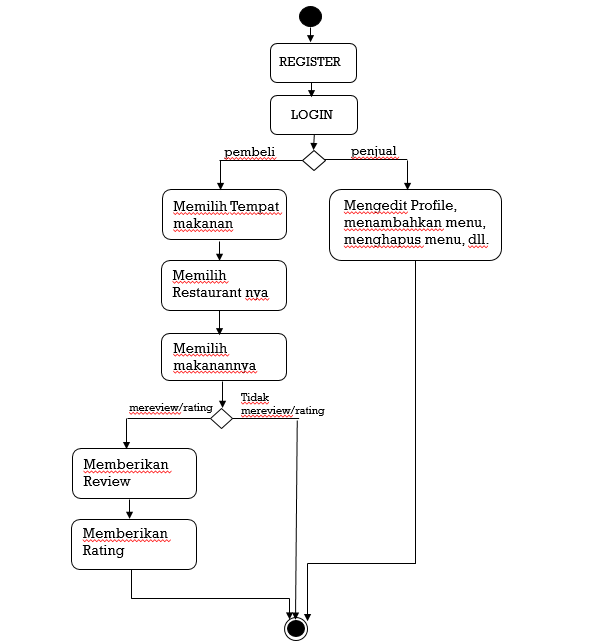 REGISTER
LOGIN
pembeli
penjual
Memilih Tempat
makanan
Mengedit Profile,
menambahkan menu,
menghapus menu, dll.
Memilih
Restaurant nya
Memilih
makanannya
mereview/rating
Tidak
mereview/rating
Memberikan
Review
Memberikan
Rating